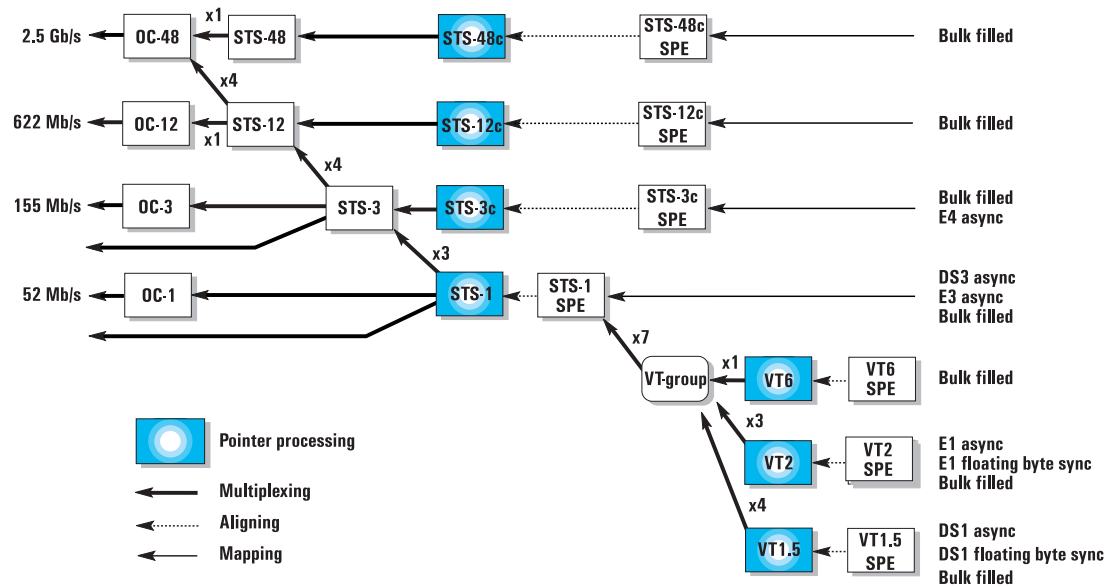 2.5 Gb/s
OC-48
x1
STS-48
STS-48c
STS-48c
SPE
Bulk filled
x4
622 Mb/s
OC-12
x1
STS-12
STS-12c
STS-12c
SPE
Bulk filled
x4
155 Mb/s
OC-3
STS-3
STS-3c
STS-3c
SPE
Bulk filled
E4 async
x3
52 Mb/s
OC-1
STS-1
STS-1
SPE
DS3 async
E3 async
Bulk filled
x7
VT-group
x1
VT6
VT6
SPE
Bulk filled
x3
VT2
VT2
SPE
E1 async
E1 floating byte sync
Bulk filled
x4
VT1.5
VT1.5
SPE
DS1 async
DS1 floating byte sync
Bulk filled
Pointer processing
Multiplexing
Aligning
Mapping